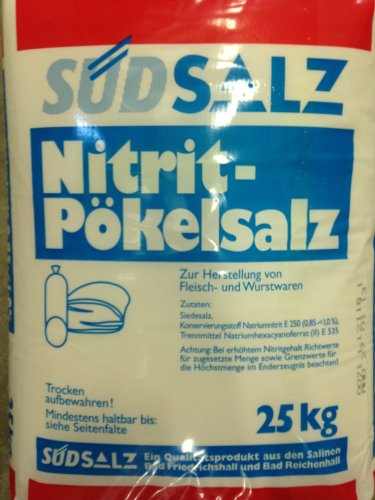 SÜDSALZ
Nitrit-
Pökelsalz
Zur Herstellung von
Fleisch- und Wurstwaren
Zutaten:
Siedesalz,
Konservierungsstoff Natriumnitrit E 250 (0,85-<1,0%),
Trennmittel Natriumhexacyanoferrat (II) E 535
Achtung: Bei erhöhtem Nitritgehalt Richtwerte
für zugesetzte Menge sowie Grenzwerte für
die Höchstmenge im Enderzeugnis beachten!
Trocken
aufbewahren!
Mindestens haltbar bis:
siehe Seitenfalte
25 kg
SÜDSALZ
Ein Qualitätsprodukt aus den Salinen
Bad Friedrichshall und Bad Reichenhall